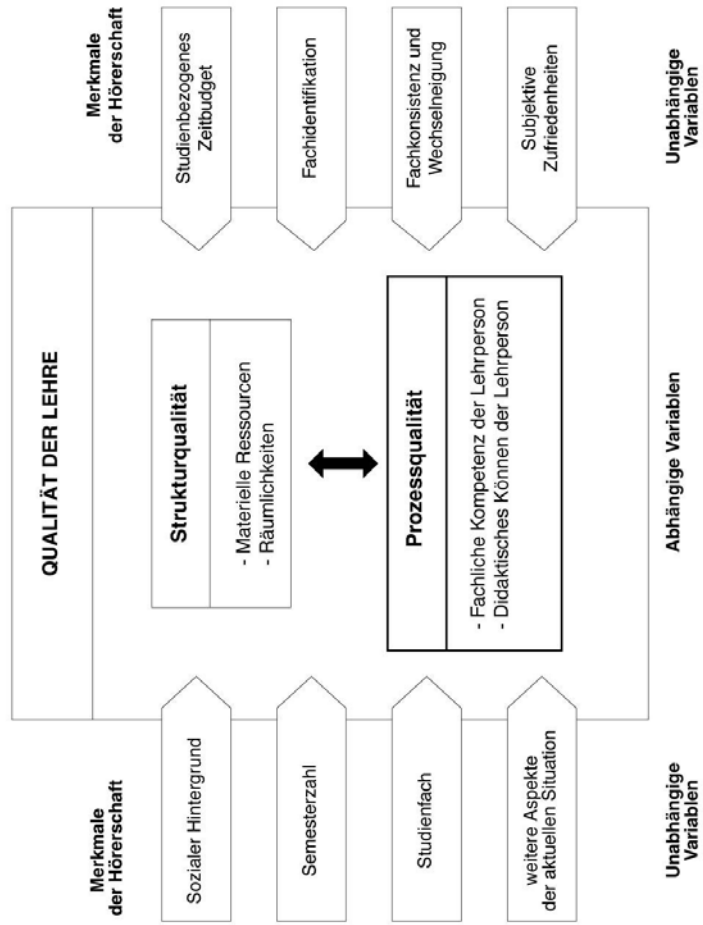 QUALITÄT DER LEHRE
Merkmale
der Hörerschaft
Sozialer Hintergrund
Semesterzahl
Studienfach
weitere Aspekte
der aktuellen Situation
Unabhängige
Variablen
Strukturqualität
- Materielle Ressourcen
- Räumlichkeiten
Prozessqualität
- Fachliche Kompetenz der Lehrperson
- Didaktisches Können der Lehrperson
Abhängige Variablen
Merkmale
der Hörerschaft
Studienbezogenes
Zeitbudget
Fachidentifikation
Fachkonsistenz und
Wechselneigung
Subjektive
Zufriedenheiten
Unabhängige
Variablen